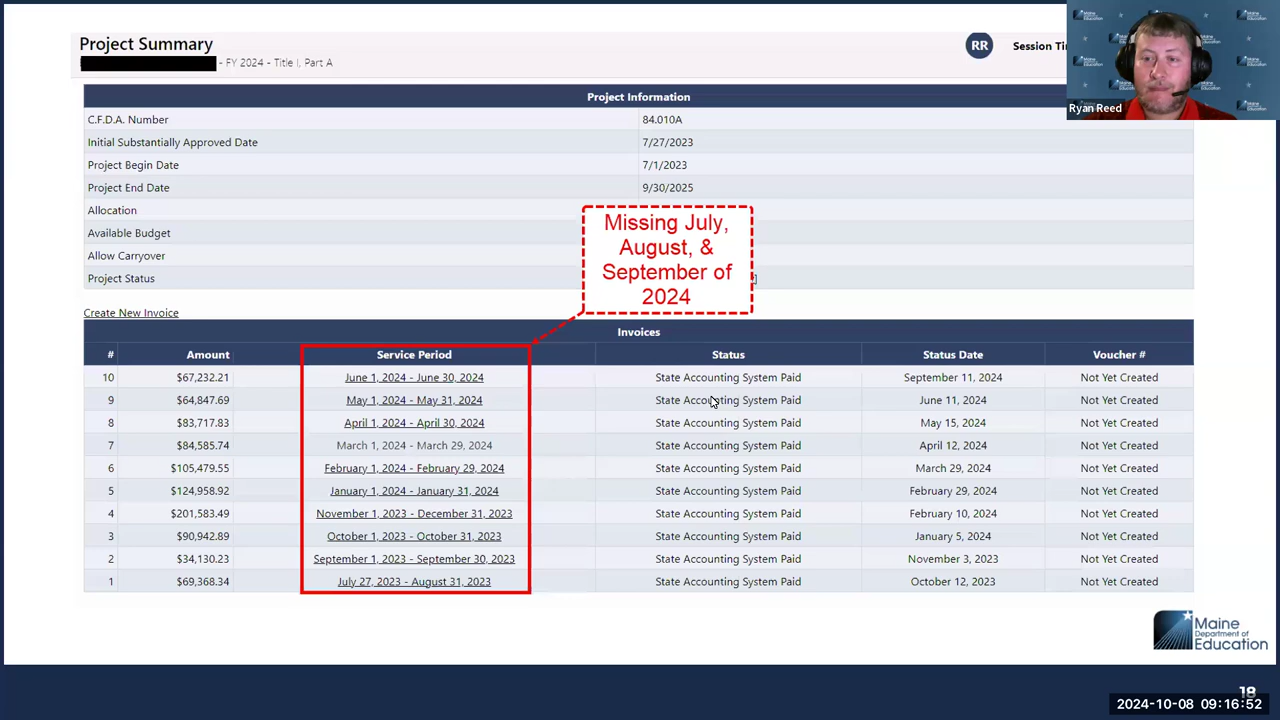 Project Summary
- FY 2024 - Title I, Part A
RR
Session Ti
Ryan Reed
Project Information
C.F.D.A. Number 84.010A
Initial Substantially Approved Date 7/27/2023
Project Begin Date 7/1/2023
Project End Date 9/30/2025
Allocation
Available Budget
Allow Carryover
Project Status
Missing July,
August, &
September of
2024
Create New Invoice
Invoices
# Amount Service Period Status Status Date Voucher #
10 $67,232.21 June 1, 2024 - June 30, 2024 State Accounting System Paid September 11, 2024 Not Yet Created
9 $64,847.69 May 1, 2024 - May 31, 2024 State Accounting System Paid June 11, 2024 Not Yet Created
8 $83,717.83 April 1, 2024 - April 30, 2024 State Accounting System Paid May 15, 2024 Not Yet Created
7 $84,585.74 March 1, 2024 - March 29, 2024 State Accounting System Paid April 12, 2024 Not Yet Created
6 $105,479.55 February 1, 2024 - February 29, 2024 State Accounting System Paid March 29, 2024 Not Yet Created
5 $124,958.92 January 1, 2024 - January 31, 2024 State Accounting System Paid February 29, 2024 Not Yet Created
4 $201,583.49 November 1, 2023 - December 31, 2023 State Accounting System Paid February 10, 2024 Not Yet Created
3 $90,942.89 October 1, 2023 - October 31, 2023 State Accounting System Paid January 5, 2024 Not Yet Created
2 $34,130.23 September 1, 2023 - September 30, 2023 State Accounting System Paid November 3, 2023 Not Yet Created
1 $69,368.34 July 27, 2023 - August 31, 2023 State Accounting System Paid October 12, 2023 Not Yet Created
Maine
Department of
Education
18
2024-10-08 09:16:52